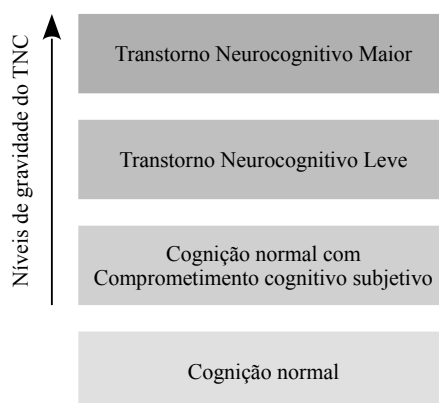 Níveis de gravidade do TNC
Transtorno Neurocognitivo Maior
Transtorno Neurocognitivo Leve
Cognição normal com
Comprometimento cognitivo subjetivo
Cognição normal